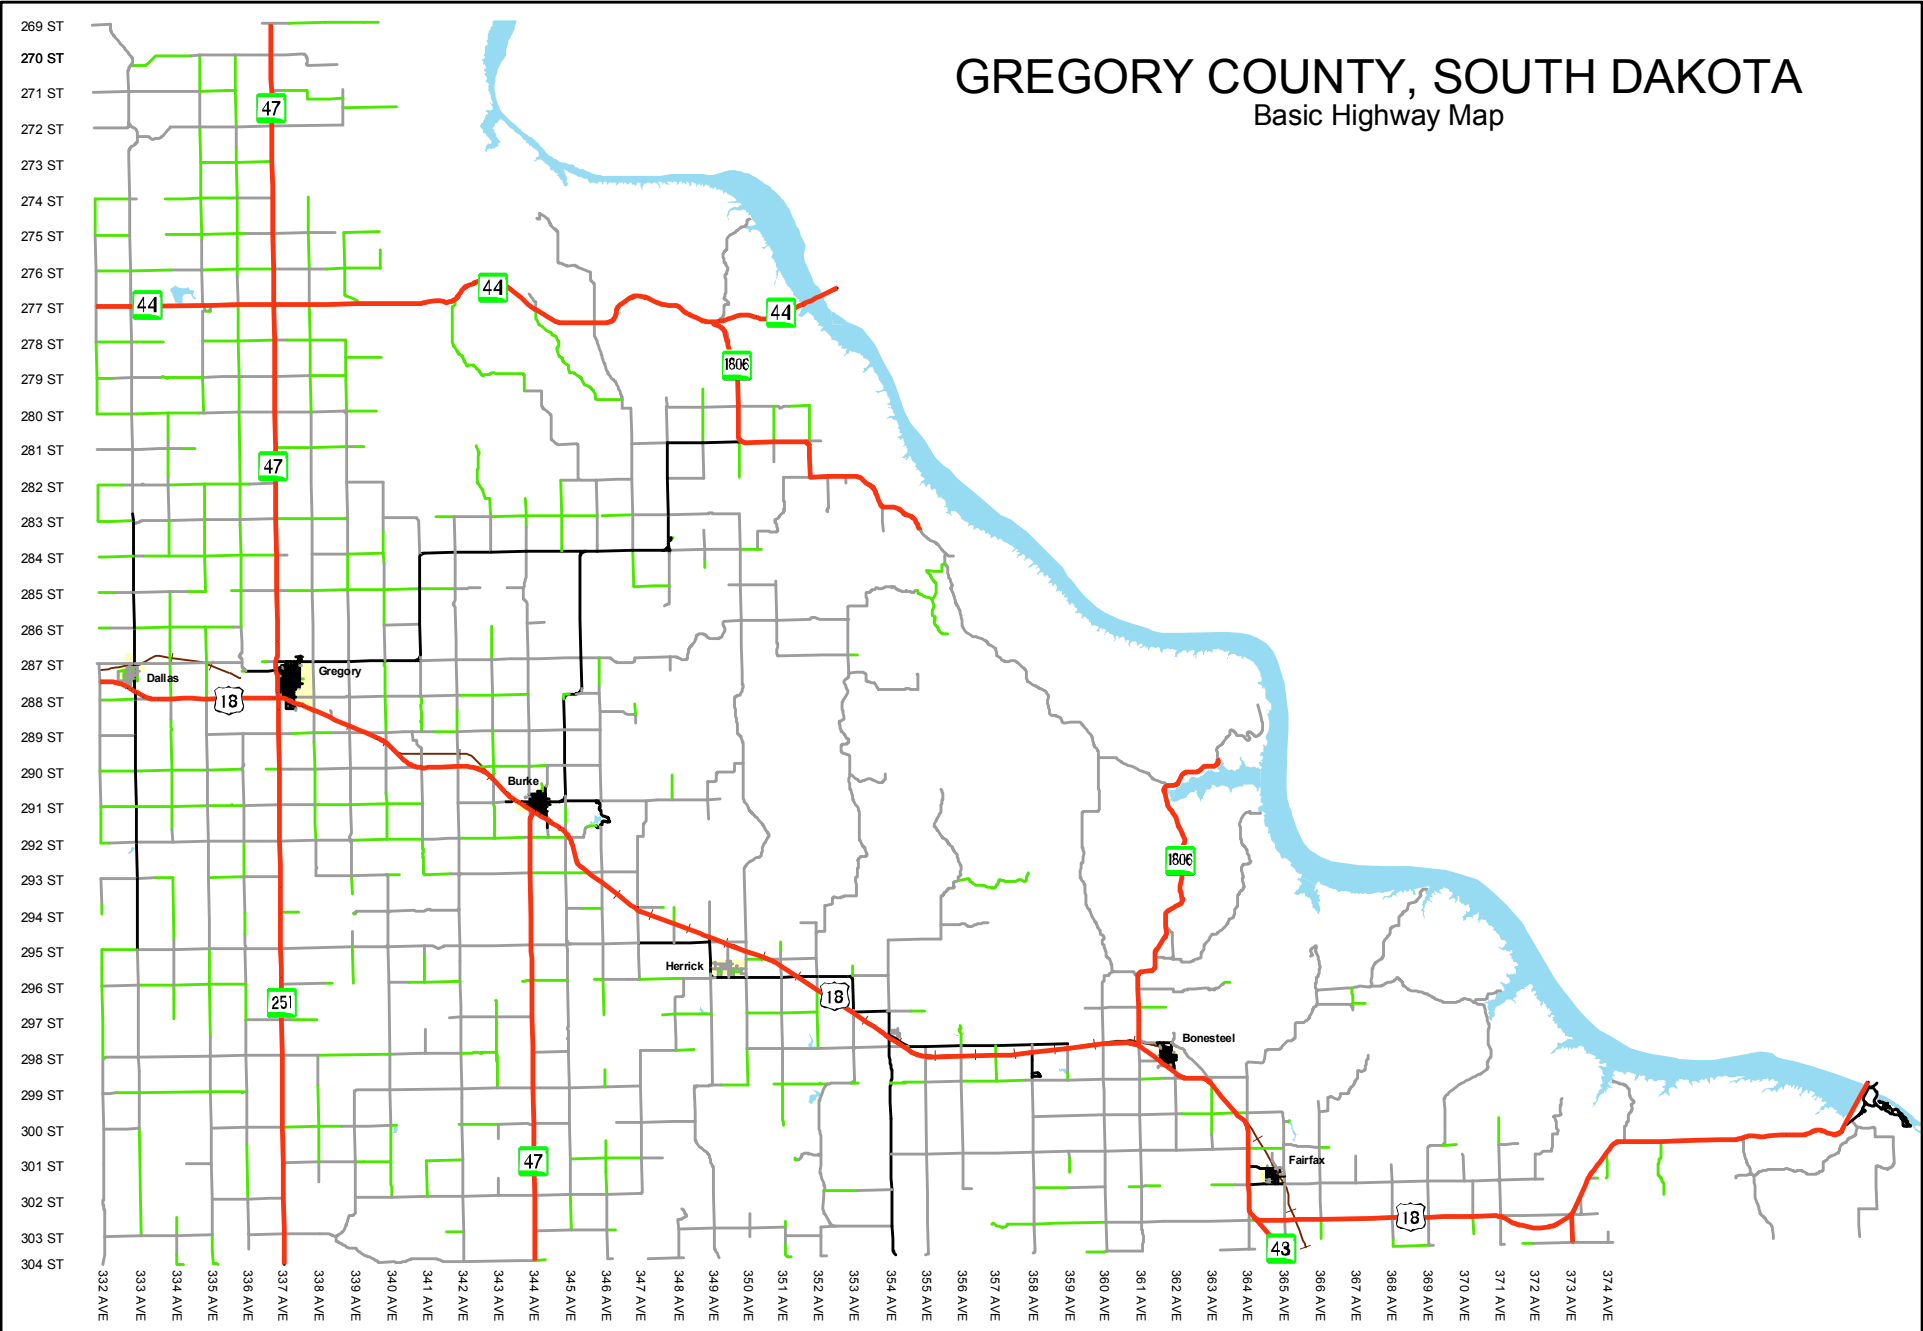 GREGORY COUNTY, SOUTH DAKOTA
Basic Highway Map
269 ST
270 ST
271 ST
272 ST
273 ST
274 ST
275 ST
276 ST
277 ST
278 ST
279 ST
280 ST
281 ST
282 ST
283 ST
284 ST
285 ST
286 ST
287 ST
288 ST
289 ST
290 ST
291 ST
292 ST
293 ST
294 ST
295 ST
296 ST
297 ST
298 ST
299 ST
300 ST
301 ST
302 ST
303 ST
304 ST
47
44
44
44
1806
47
Dallas
Gregory
18
Burke
1806
Herrick
18
251
Bonesteel
47
Fairfax
18
43
332 AVE
333 AVE
334 AVE
335 AVE
336 AVE
337 AVE
338 AVE
339 AVE
340 AVE
341 AVE
342 AVE
343 AVE
344 AVE
345 AVE
346 AVE
347 AVE
348 AVE
349 AVE
350 AVE
351 AVE
352 AVE
353 AVE
354 AVE
355 AVE
356 AVE
357 AVE
358 AVE
359 AVE
360 AVE
361 AVE
362 AVE
363 AVE
364 AVE
365 AVE
366 AVE
367 AVE
368 AVE
369 AVE
370 AVE
371 AVE
372 AVE
373 AVE
374 AVE